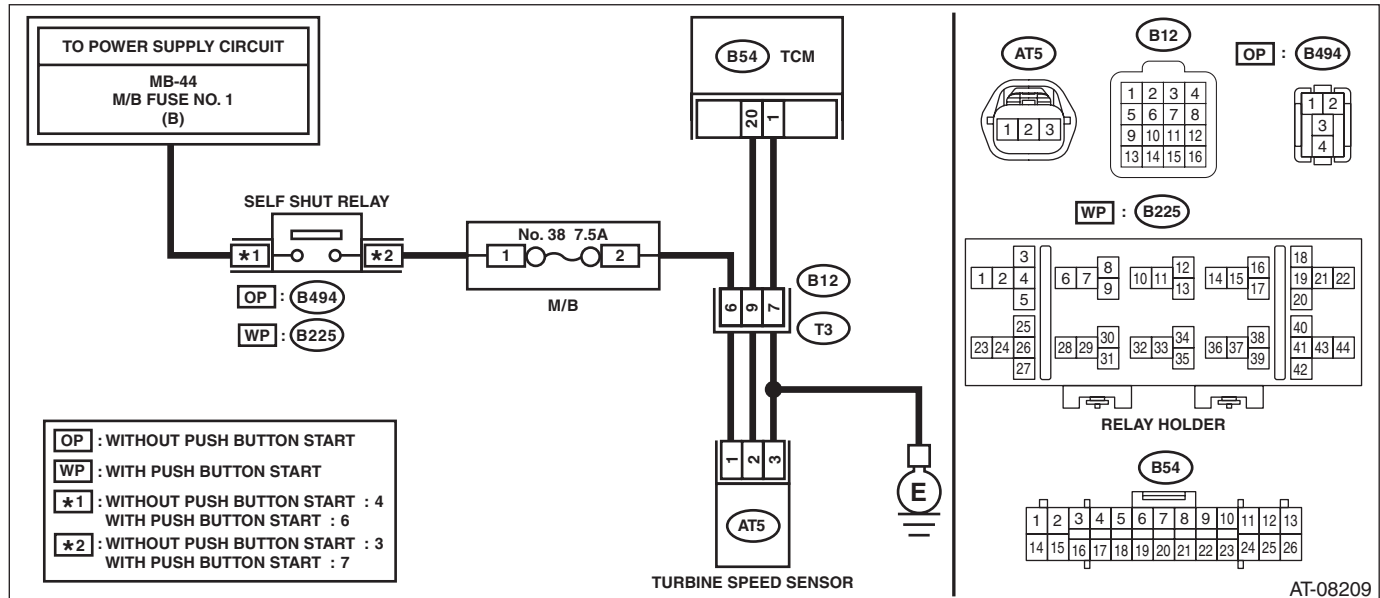 TO POWER SUPPLY CIRCUIT
MB-44
M/B FUSE NO. 1
(B)
SELF SHUT RELAY
*1
*2
OP : B494
WP : B225
No. 38 7.5A
1 2
M/B
B54 TCM
20 1
B12
6 9 7
T3
1 2 3
AT5
TURBINE SPEED SENSOR
E
OP : WITHOUT PUSH BUTTON START
WP : WITH PUSH BUTTON START
*1 : WITHOUT PUSH BUTTON START : 4
WITH PUSH BUTTON START : 6
*2 : WITHOUT PUSH BUTTON START : 3
WITH PUSH BUTTON START : 7
AT5
1 2 3
B12
1 2 3 4
5 6 7 8
9 10 11 12
13 14 15 16
OP : B494
1 2
3
4
WP : B225
3 8 12 16 18
1 2 4 6 7 10 11 14 15 19 21 22
9 13 17
5 20
25 30 34 38 40
23 24 26 28 29 32 33 36 37 41 43 44
31 35 39
27 42
RELAY HOLDER
B54
1 2 3 4 5 6 7 8 9 10 11 12 13
14 15 16 17 18 19 20 21 22 23 24 25 26
AT-08209